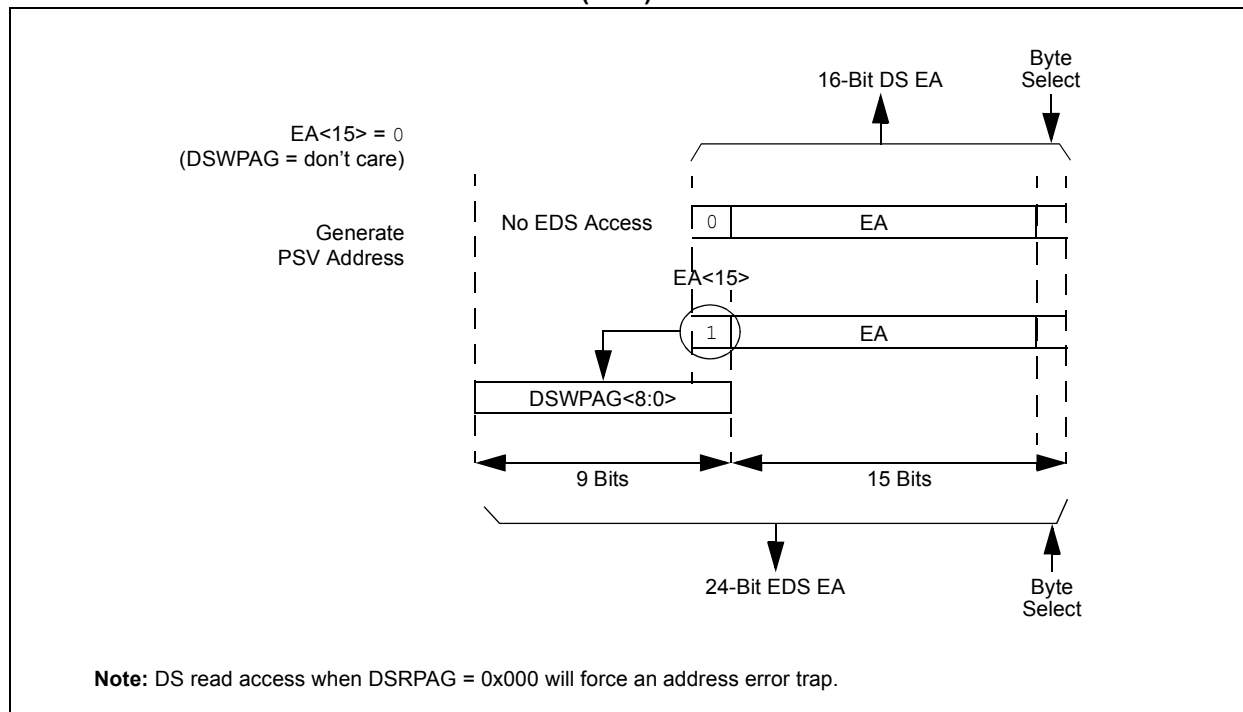 16-Bit DS EA
Byte
Select
EA<15> = 0
(DSWPAG = don't care)
No EDS Access
0
EA
Generate
PSV Address
EA<15>
1
EA
DSWPAG<8:0>
9 Bits
15 Bits
24-Bit EDS EA
Byte
Select
Note: DS read access when DSRPAG = 0x000 will force an address error trap.